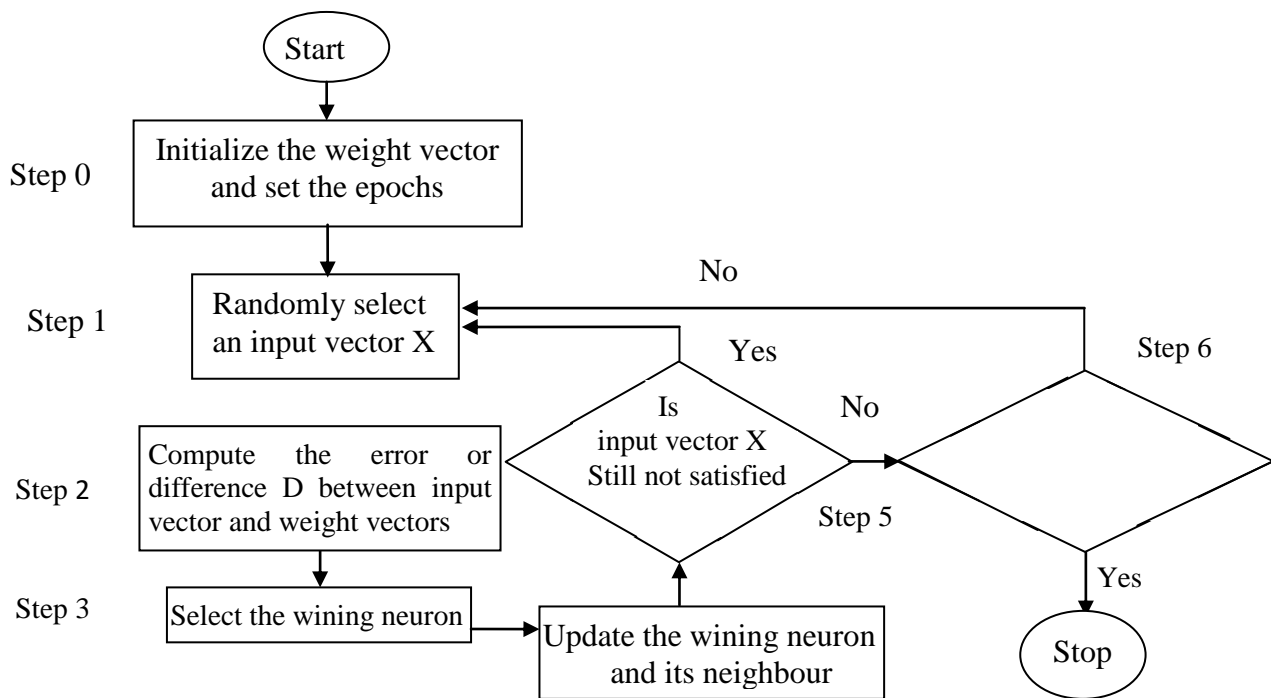 Start
Step 0
Initialize the weight vector
and set the epochs
No
Step 1
Randomly select
an input vector X
Yes
Step 6
Is
input vector X
Still not satisfied
No
Step 2
Compute the error or
difference D between input
vector and weight vectors
Step 5
Step 3
Select the wining neuron
Update the wining neuron
and its neighbour
Yes
Stop